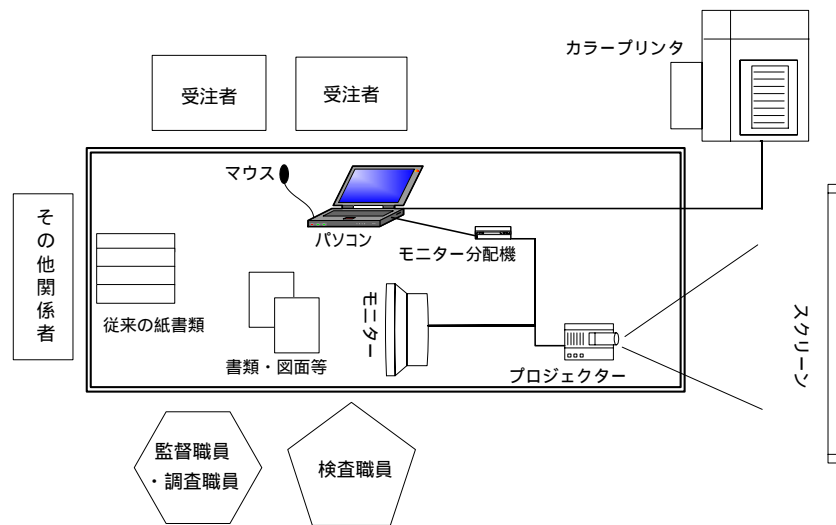 カラープリンタ
受注者
受注者
マウス
パソコン
モニター分配機
その他関係者
従来の紙書類
書類・図面等
モニター
プロジェクター
スクリーン
監督職員
・調査職員
検査職員